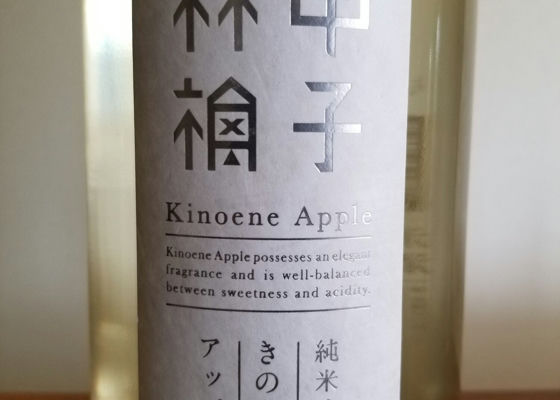 甲子
林檎
Kinoene Apple
Kinoene Apple possesses an elegant
fragrance and is well-balanced
between sweetness and acidity.
純米
きの
アッ